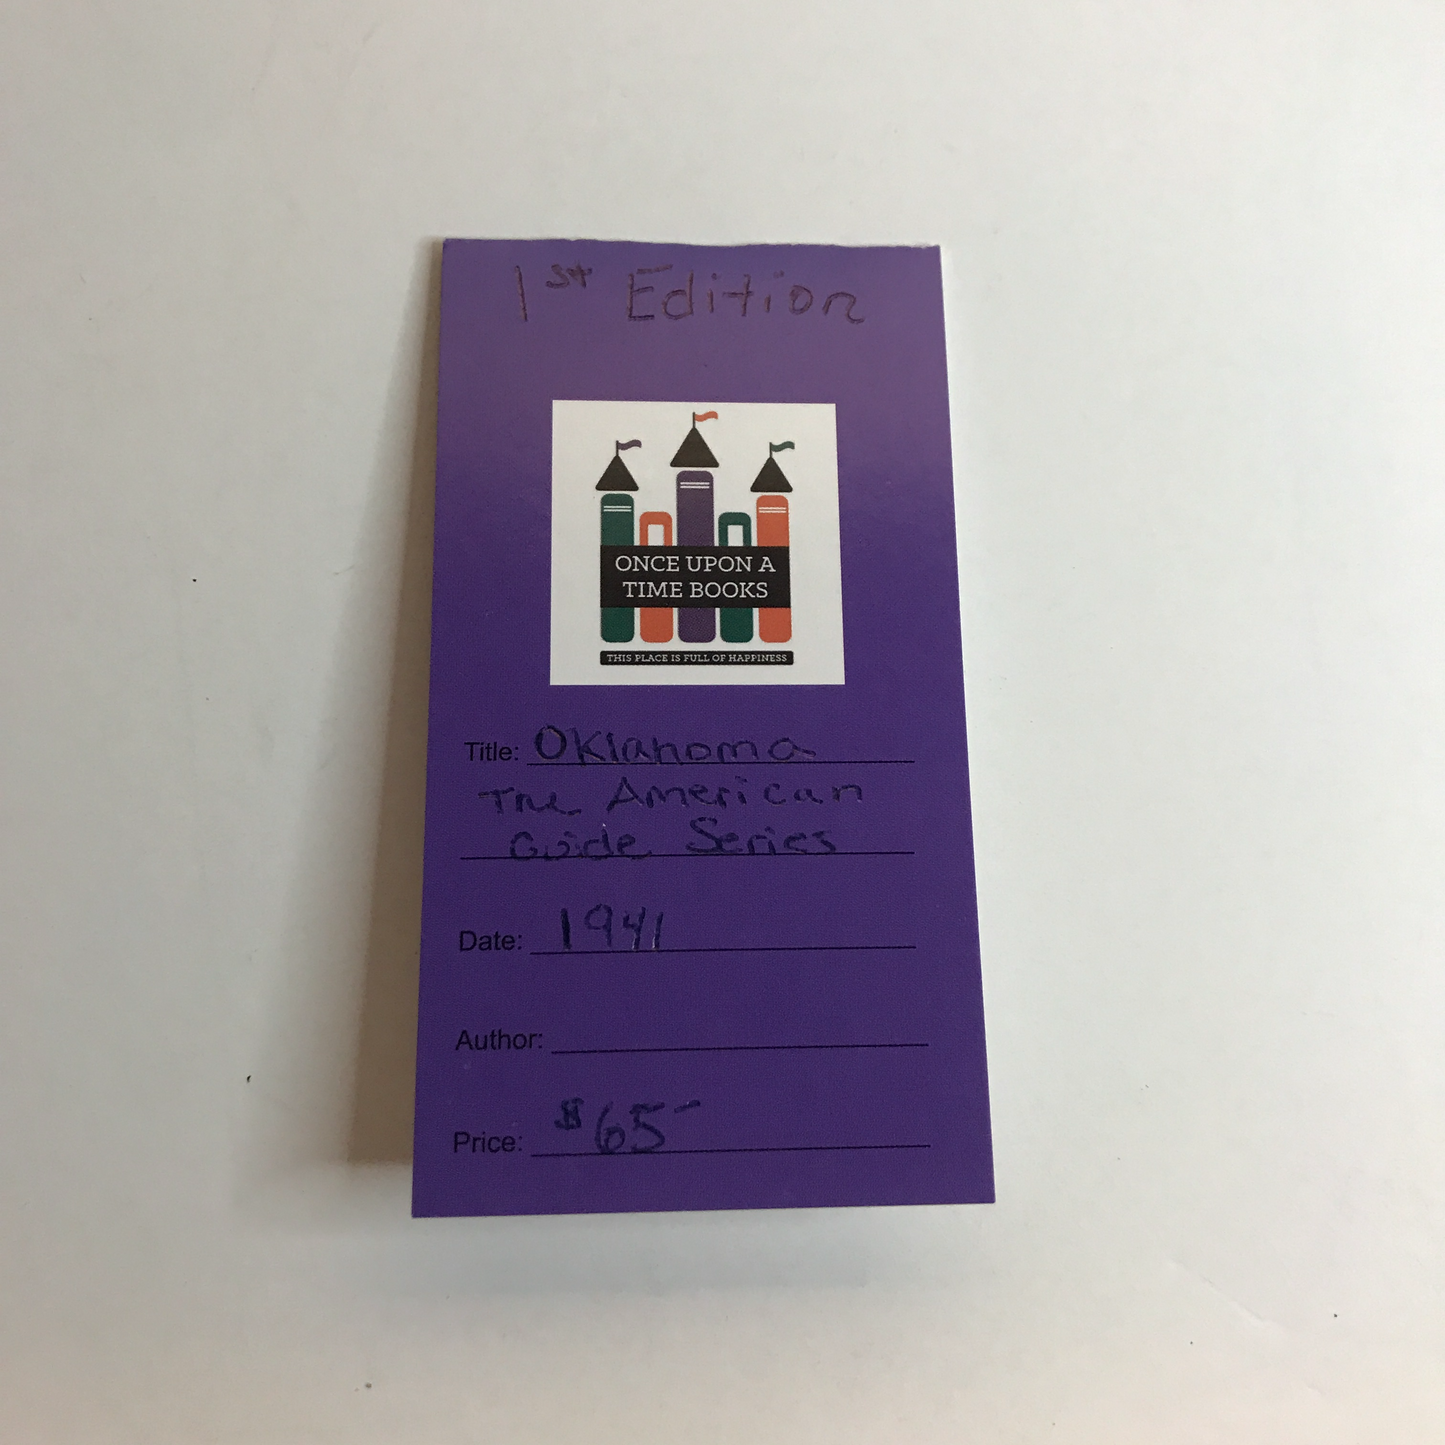 1st Edition
ONCE UPON A
TIME BOOKS
THIS PLACE IS FULL OF HAPPINESS
Title: Oklahoma
The American
Guide Series
Date: 1941
Author:
Price: $65-